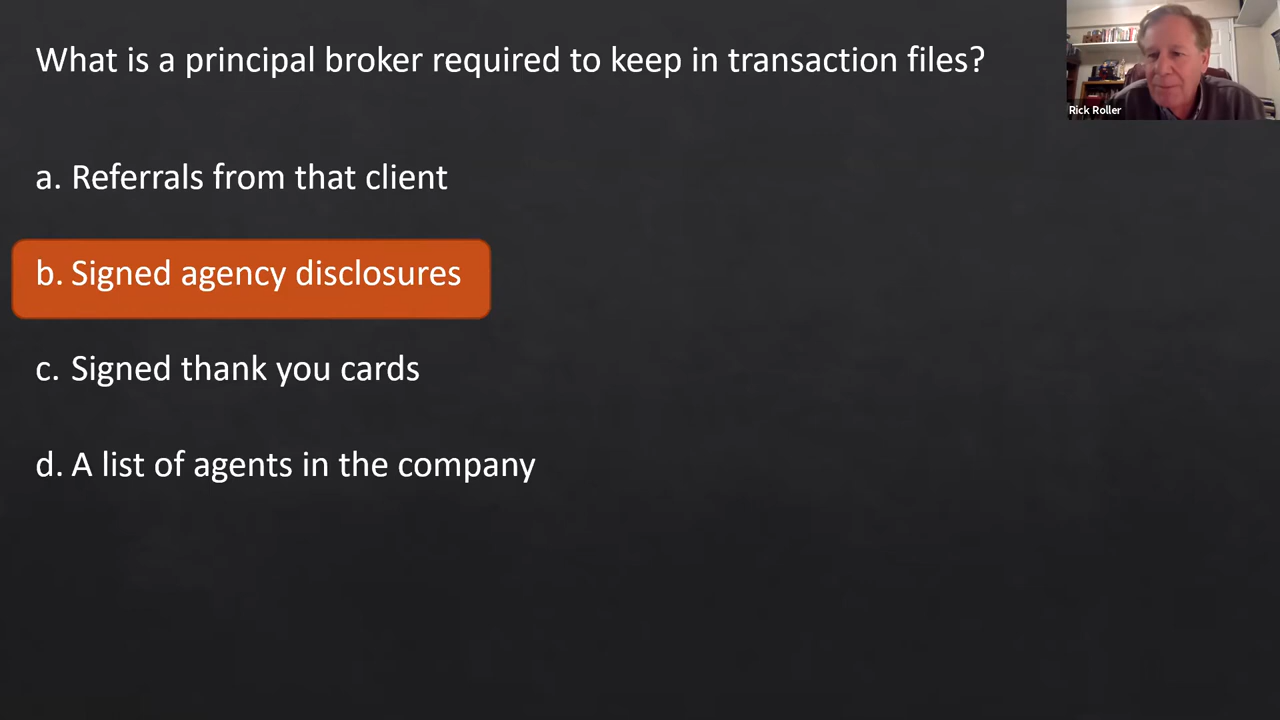 What is a principal broker required to keep in transaction files?
Rick Roller
a. Referrals from that client
b. Signed agency disclosures
c. Signed thank you cards
d. A list of agents in the company